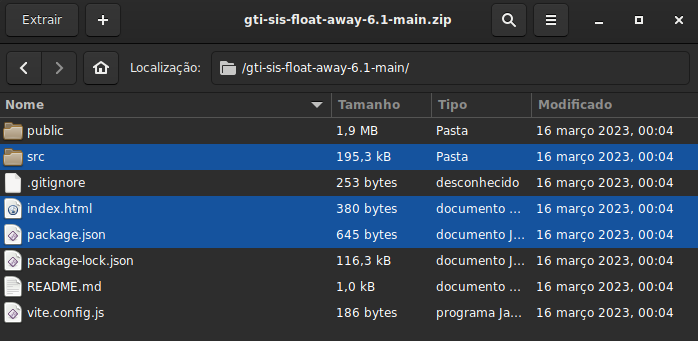 Extrair
gti-sis-float-away-6.1-main.zip
Localização: /gti-sis-float-away-6.1-main/
Nome Tamanho Tipo Modificado
public 1,9 MB Pasta 16 março 2023, 00:04
src 195,3 kB Pasta 16 março 2023, 00:04
.gitignore 253 bytes desconhecido 16 março 2023, 00:04
index.html 380 bytes documento ... 16 março 2023, 00:04
package.json 645 bytes documento J... 16 março 2023, 00:04
package-lock.json 116,3 kB documento J... 16 março 2023, 00:04
README.md 1,0 kB documento ... 16 março 2023, 00:04
vite.config.js 186 bytes programa Ja... 16 março 2023, 00:04